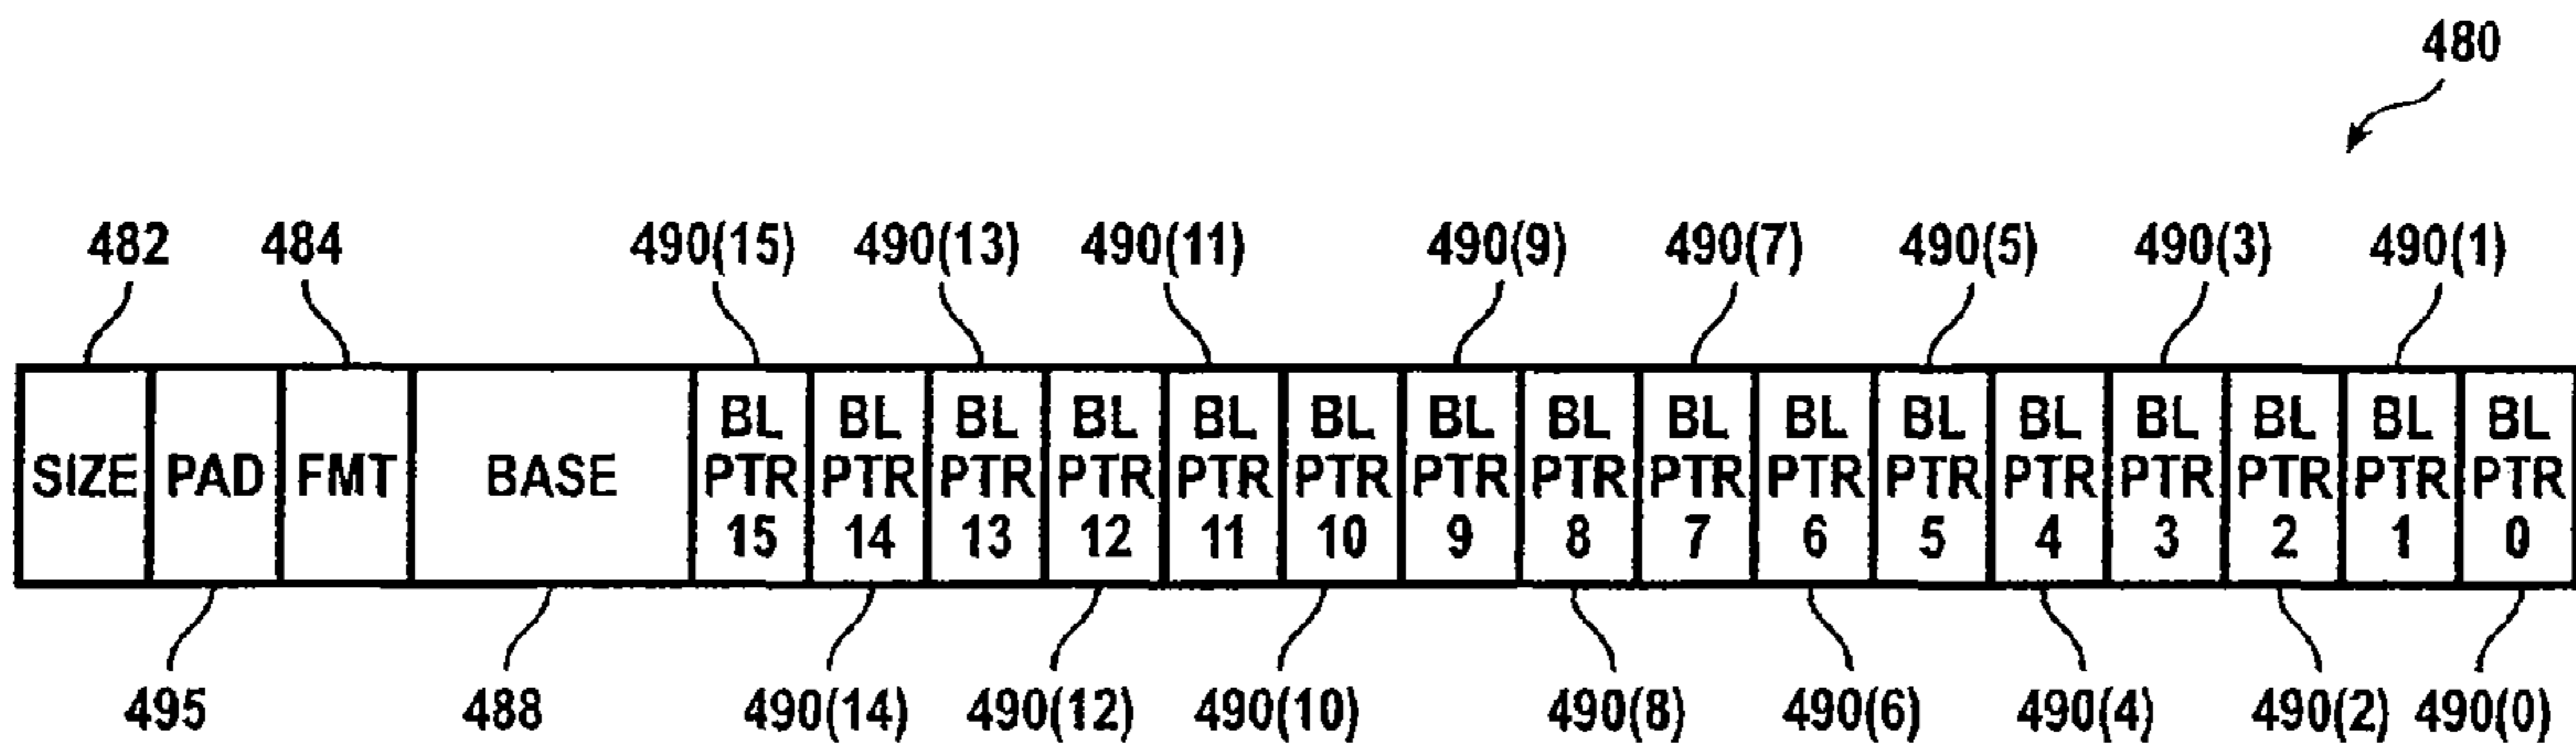 480
482 484 490(15) 490(13) 490(11) 490(9) 490(7) 490(5) 490(3) 490(1)
SIZE PAD FMT BASE BL PTR 15 BL PTR 14 BL PTR 13 BL PTR 12 BL PTR 11 BL PTR 10 BL PTR 9 BL PTR 8 BL PTR 7 BL PTR 6 BL PTR 5 BL PTR 4 BL PTR 3 BL PTR 2 BL PTR 1 BL PTR 0
495 488 490(14) 490(12) 490(10) 490(8) 490(6) 490(4) 490(2) 490(0)